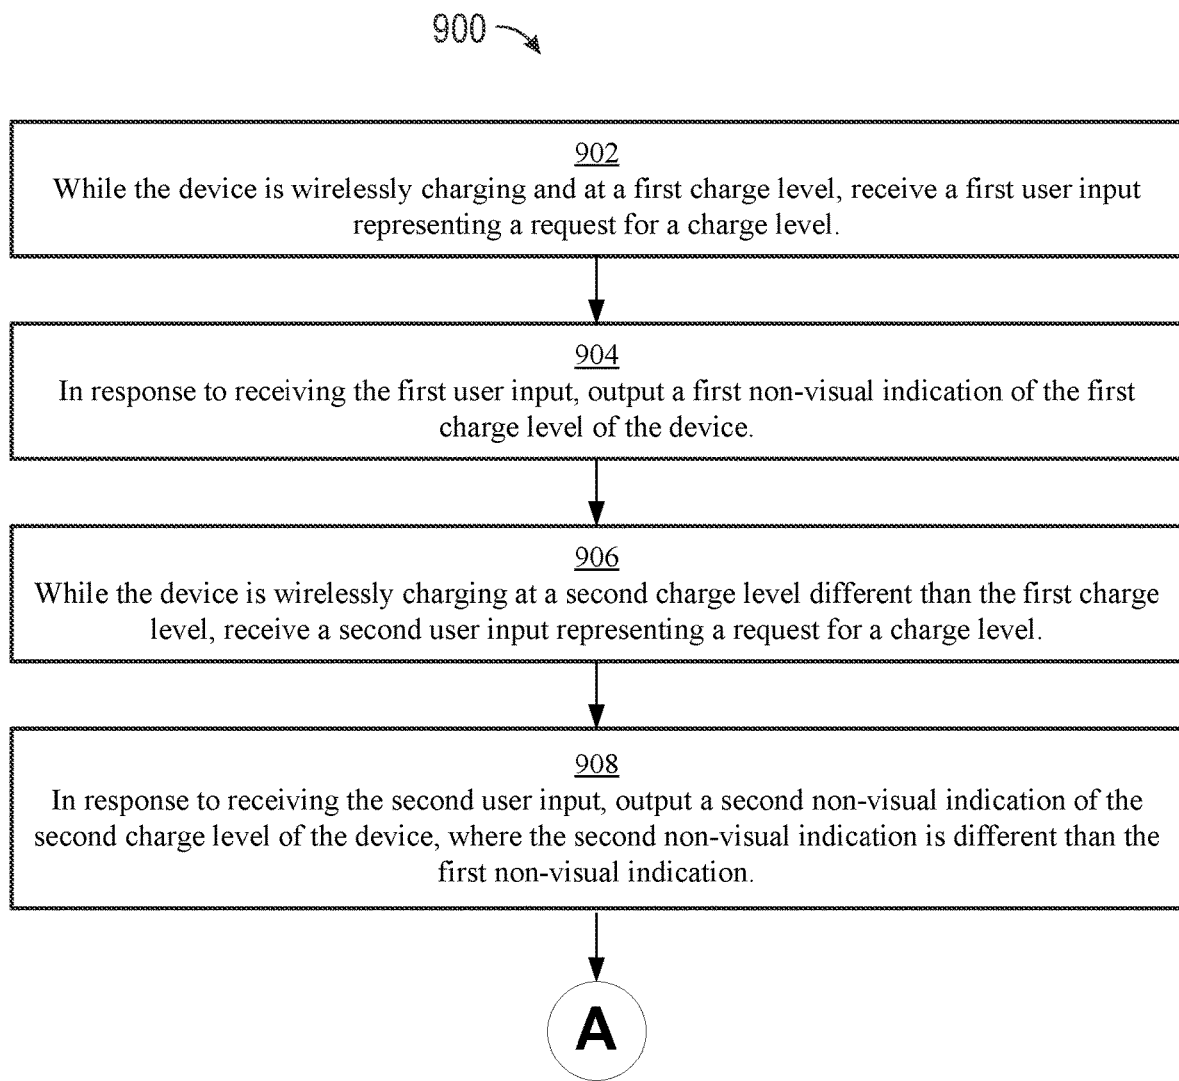 900
902
While the device is wirelessly charging and at a first charge level, receive a first user input
representing a request for a charge level.
904
In response to receiving the first user input, output a first non-visual indication of the first
charge level of the device.
906
While the device is wirelessly charging at a second charge level different than the first charge
level, receive a second user input representing a request for a charge level.
908
In response to receiving the second user input, output a second non-visual indication of the
second charge level of the device, where the second non-visual indication is different than the
first non-visual indication.
A